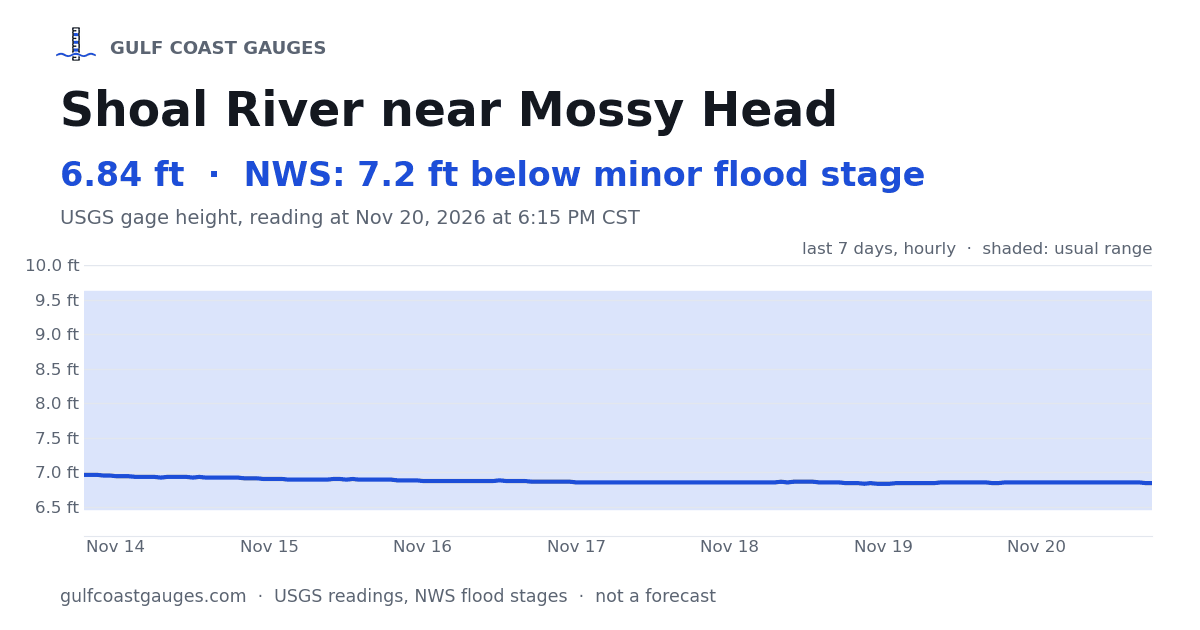 GULF COAST GAUGES
Shoal River near Mossy Head
6.84 ft · NWS: 7.2 ft below minor flood stage
USGS gage height, reading at Nov 20, 2026 at 6:15 PM CST
last 7 days, hourly · shaded: usual range
10.0 ft
9.5 ft
9.0 ft
8.5 ft
8.0 ft
7.5 ft
7.0 ft
6.5 ft
Nov 14 Nov 15 Nov 16 Nov 17 Nov 18 Nov 19 Nov 20
gulfcoastgauges.com · USGS readings, NWS flood stages · not a forecast